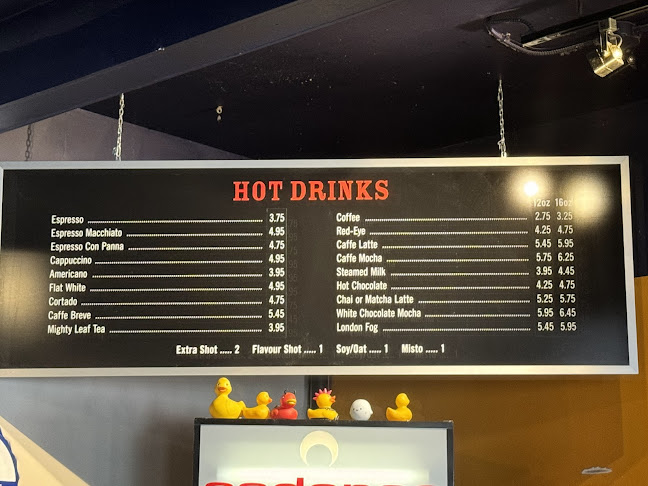 HOT DRINKS
Espresso 3.75
Espresso Macchiato 4.95
Espresso Con Panna 4.75
Cappuccino 4.95
Americano 3.95
Flat White 4.95
Cortado 4.75
Caffe Breve 5.45
Mighty Leaf Tea 3.95
12oz 16oz
Coffee 2.75 3.25
Red-Eye 4.25 4.75
Caffe Latte 5.45 5.95
Caffe Mocha 5.75 6.25
Steamed Milk 3.95 4.45
Hot Chocolate 4.25 4.75
Chai or Matcha Latte 5.25 5.75
White Chocolate Mocha 5.95 6.45
London Fog 5.45 5.95
Extra Shot ..... 2 Flavour Shot ..... 1 Soy/Oat ..... 1 Misto ..... 1